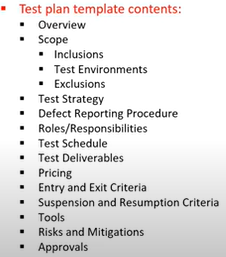 Test plan template contents:
Overview
Scope
Inclusions
Test Environments
Exclusions
Test Strategy
Defect Reporting Procedure
Roles/Responsibilities
Test Schedule
Test Deliverables
Pricing
Entry and Exit Criteria
Suspension and Resumption Criteria
Tools
Risks and Mitigations
Approvals